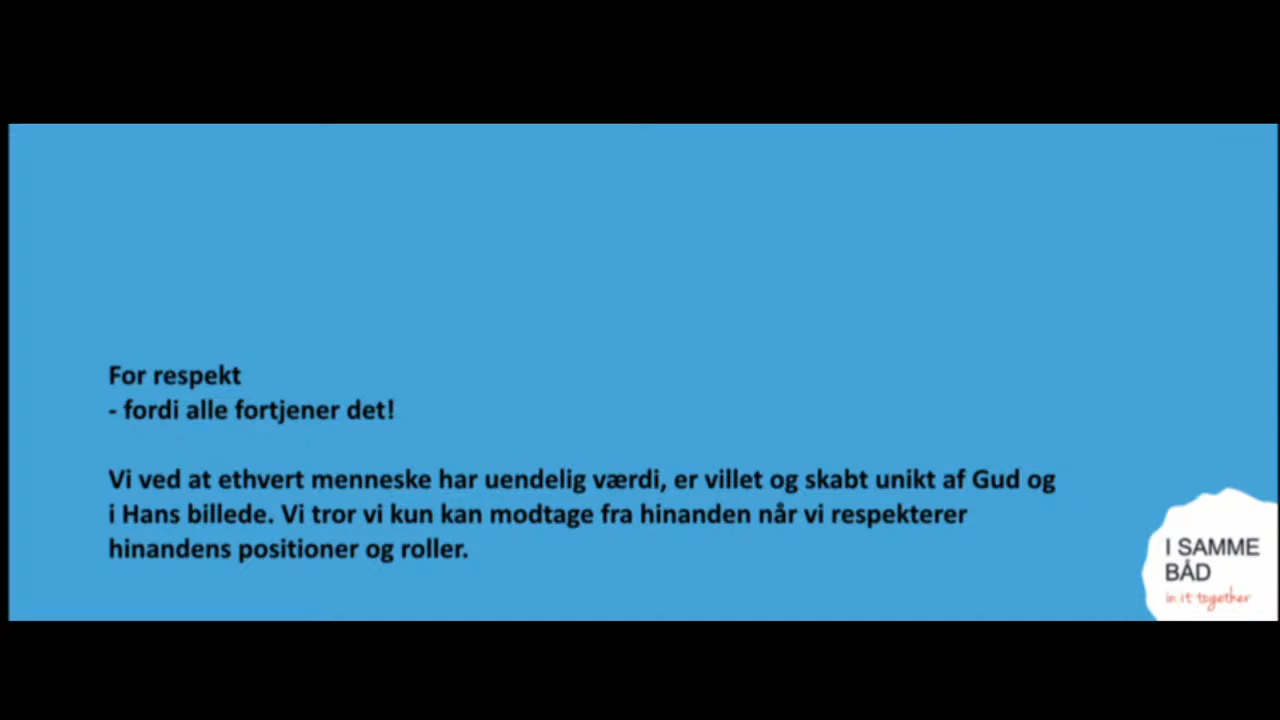 For respekt
- fordi alle fortjener det!
Vi ved at ethvert menneske har uendelig værdi, er villet og skabt unikt af Gud og
i Hans billede. Vi tror vi kun kan modtage fra hinanden når vi respekterer
hinandens positioner og roller.
I SAMME
BÅD
in it together